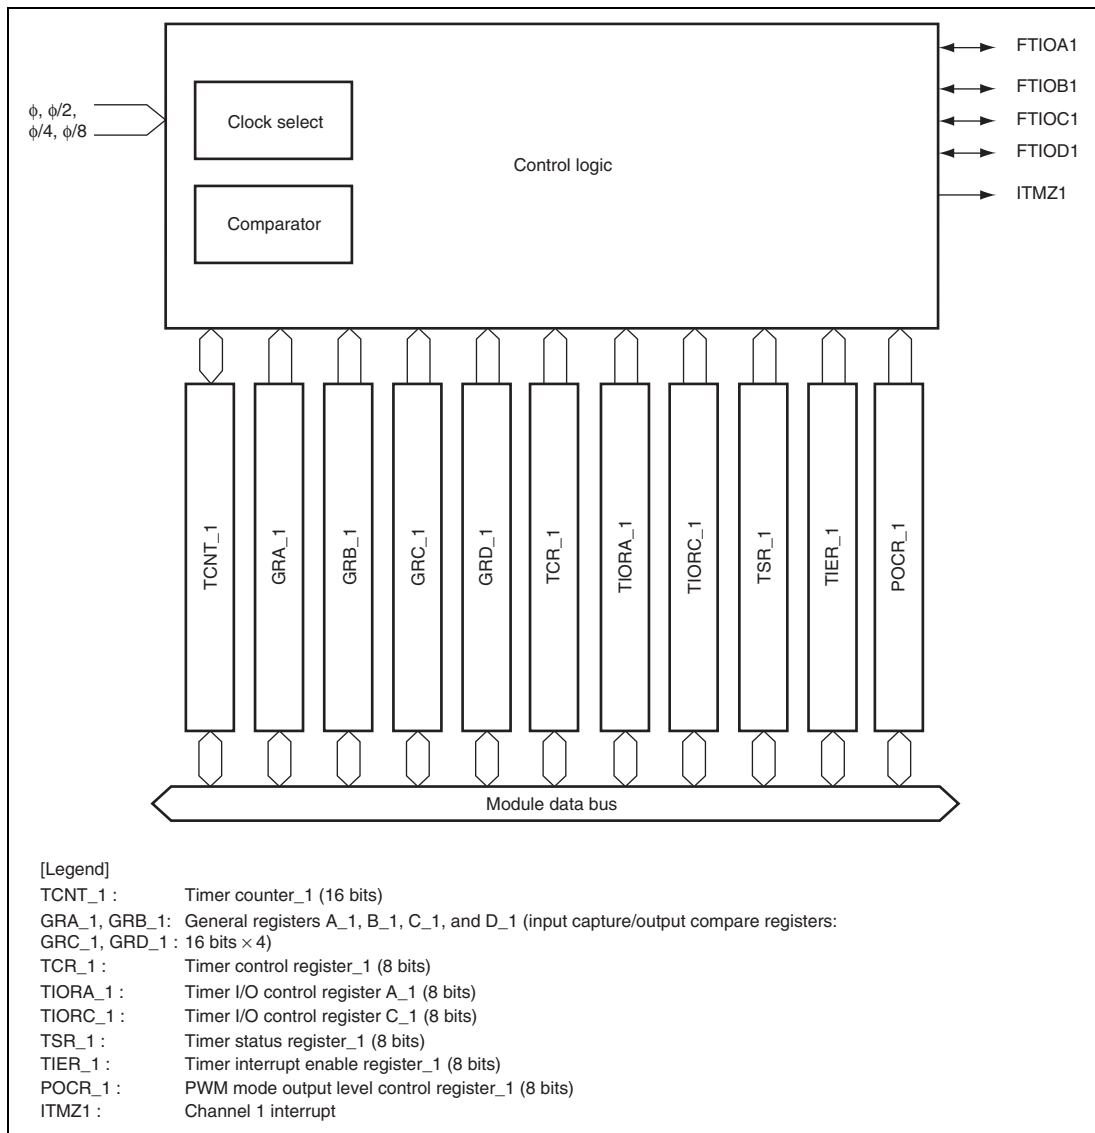 FTIOA1
φ, φ/2,
φ/4, φ/8
Clock select
FTIOB1
FTIOC1
FTIOD1
Control logic
ITMZ1
Comparator
TCNT_1
GRA_1
GRB_1
GRC_1
GRD_1
TCR_1
TIORA_1
TIORC_1
TSR_1
TIER_1
POCR_1
Module data bus
[Legend]
TCNT_1 : Timer counter_1 (16 bits)
GRA_1, GRB_1: General registers A_1, B_1, C_1, and D_1 (input capture/output compare registers:
GRC_1, GRD_1 : 16 bits × 4)
TCR_1 : Timer control register_1 (8 bits)
TIORA_1 : Timer I/O control register A_1 (8 bits)
TIORC_1 : Timer I/O control register C_1 (8 bits)
TSR_1 : Timer status register_1 (8 bits)
TIER_1 : Timer interrupt enable register_1 (8 bits)
POCR_1 : PWM mode output level control register_1 (8 bits)
ITMZ1 : Channel 1 interrupt